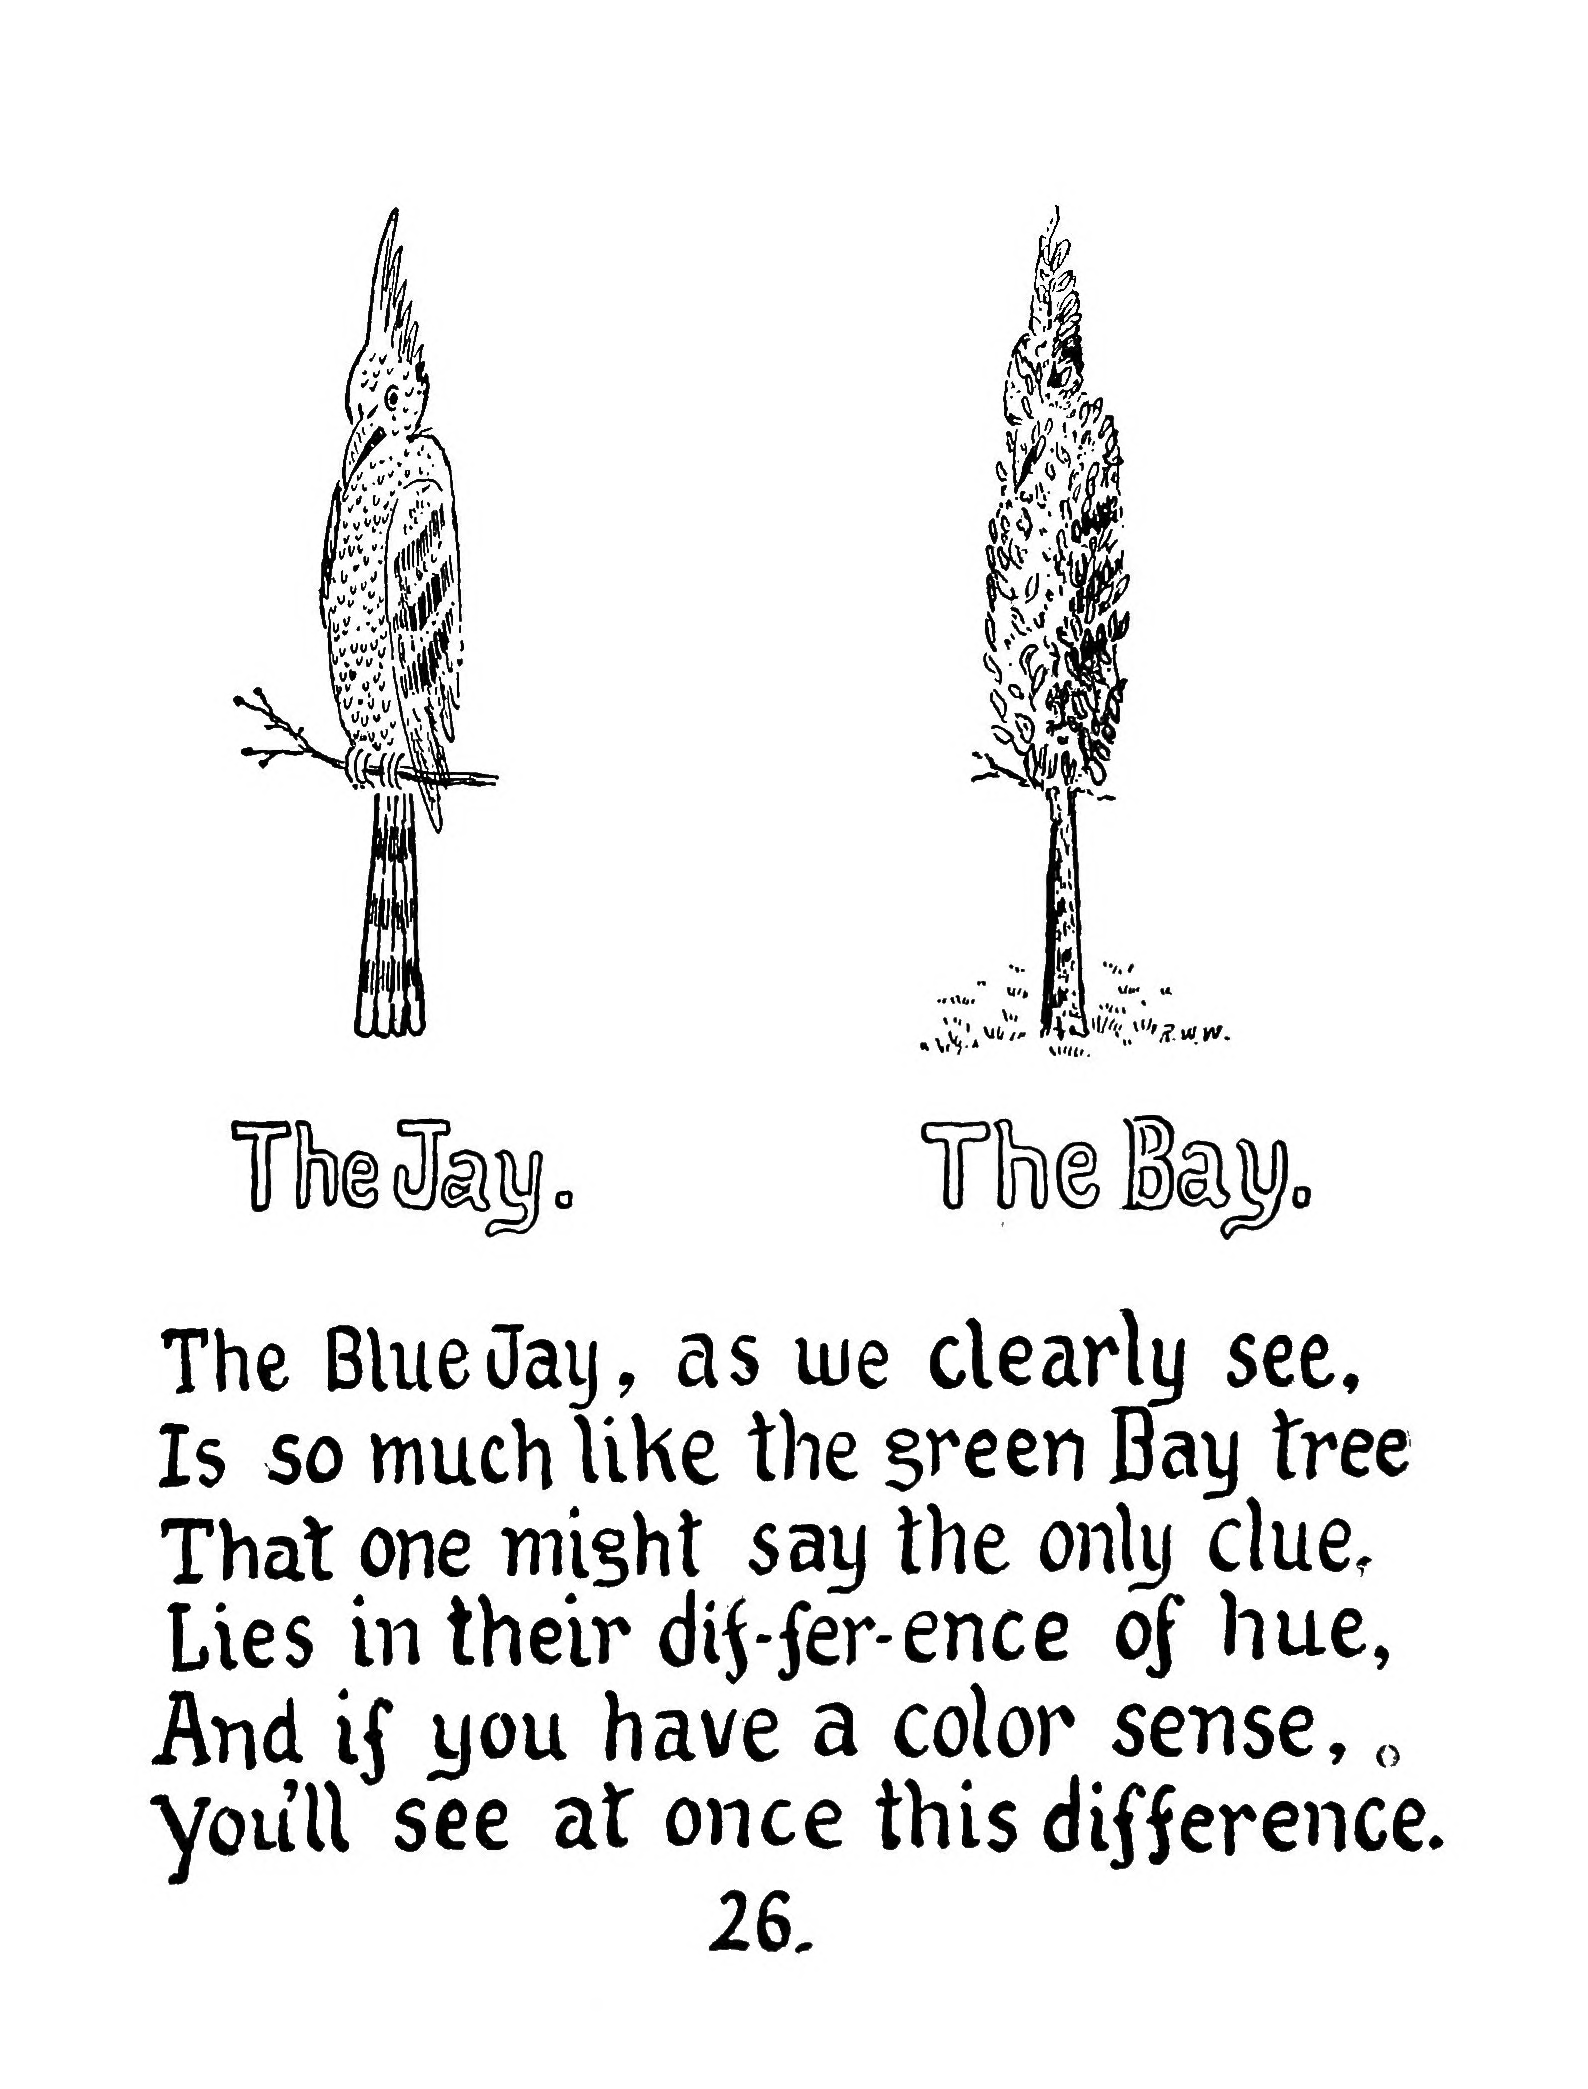 R.W.W.
The Jay. The Bay.
The Blue Jay, as we clearly see,
Is so much like the green Bay tree
That one might say the only clue,
Lies in their dif-fer-ence of hue,
And if you have a color sense,
You'll see at once this difference.
26.